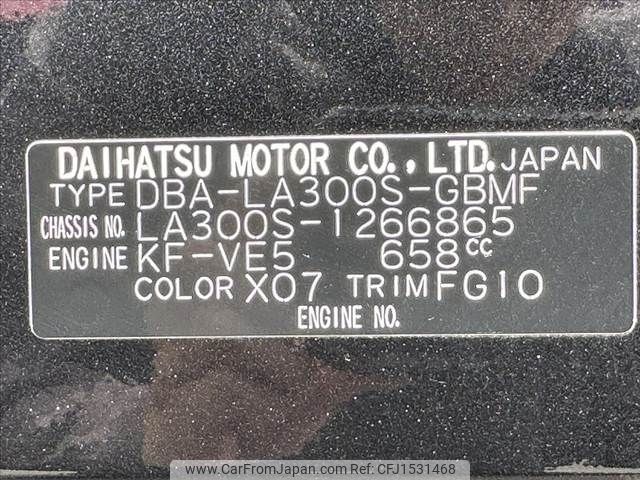 DAIHATSU MOTOR CO., LTD. JAPAN
TYPE DBA-LA300S-GBMF
CHASSIS NO. LA300S-1266865
ENGINE KF-VE5 658cc
COLOR X07 TRIM FG10
ENGINE NO.
www.CarFromJapan.com CFJ1531468